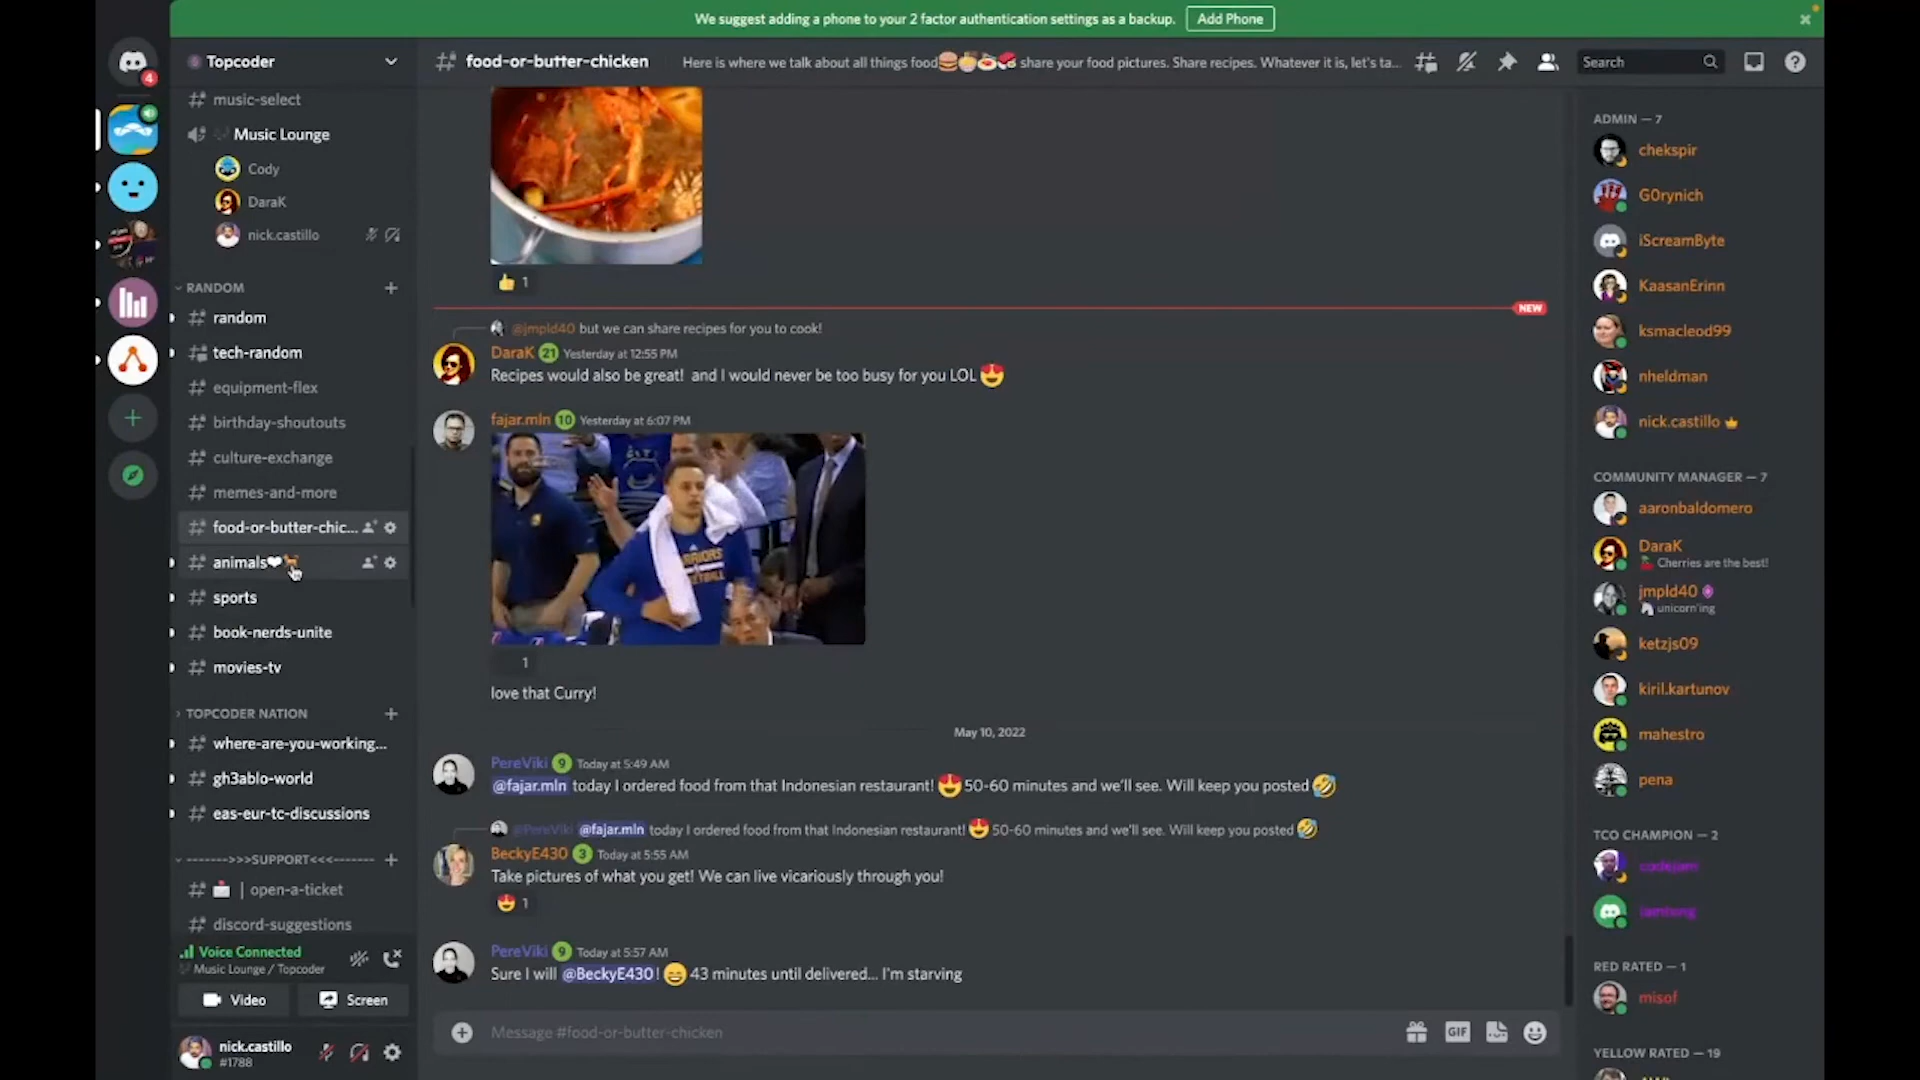 We suggest adding a phone to your 2 factor authentication settings as a backup. Add Phone
4
Topcoder
music-select
Music Lounge
Cody
DaraK
nick.castillo
RANDOM
random
tech-random
equipment-flex
birthday-shoutouts
culture-exchange
memes-and-more
food-or-butter-chic...
animals
sports
book-nerds-unite
movies-tv
TOPCODER NATION
where-are-you-working...
gh3ablo-world
eas-eur-tc-discussions
------->>>SUPPORT<<<-------
| open-a-ticket
discord-suggestions
Voice Connected
Music Lounge / Topcoder
Video Screen
nick.castillo
#1788
food-or-butter-chicken Here is where we talk about all things food🍔🍜🍝🥩 share your food pictures. Share recipes. Whatever it is, let's ta... Search
👍 1
NEW
@jmpld40 but we can share recipes for you to cook!
DaraK 21 Yesterday at 12:55 PM
Recipes would also be great! and I would never be too busy for you LOL 😍
fajar.mln 10 Yesterday at 6:07 PM
WARRIORS
1
love that Curry!
May 10, 2022
PereViki 9 Today at 5:49 AM
@fajar.mln today I ordered food from that Indonesian restaurant! 😍 50-60 minutes and we'll see. Will keep you posted 🤣
@PereViki @fajar.mln today I ordered food from that Indonesian restaurant! 😍 50-60 minutes and we'll see. Will keep you posted 🤣
BeckyE430 3 Today at 5:55 AM
Take pictures of what you get! We can live vicariously through you!
😍 1
PereViki 9 Today at 5:57 AM
Sure I will @BeckyE430! 😄 43 minutes until delivered... I'm starving
Message #food-or-butter-chicken GIF
ADMIN — 7
chekspir
G0rynich
iScreamByte
KaasanErinn
ksmacleod99
nheldman
nick.castillo
COMMUNITY MANAGER — 7
aaronbaldomero
DaraK
🍒 Cherries are the best!
jmpld40
🦄 unicorn'ing
ketzjs09
kiril.kartunov
mahestro
pena
TCO CHAMPION — 2
codejam
RED RATED — 1
misof
YELLOW RATED — 19